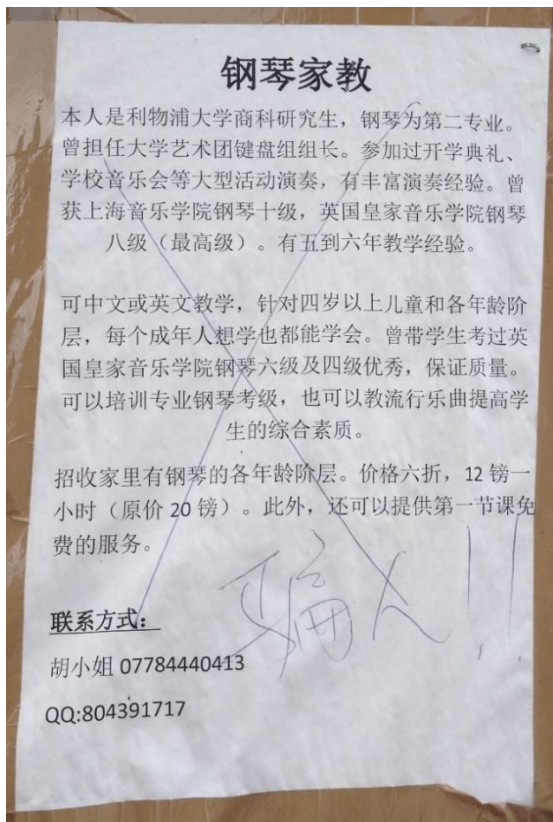 钢琴家教
本人是利物浦大学商科研究生，钢琴为第二专业。
曾担任大学艺术团键盘组组长。参加过开学典礼、
学校音乐会等大型活动演奏，有丰富演奏经验。曾
获上海音乐学院钢琴十级，英国皇家音乐学院钢琴
八级（最高级）。有五到六年教学经验。
可中文或英文教学，针对四岁以上儿童和各年龄阶
层，每个成年人想学也都能学会。曾带学生考过英
国皇家音乐学院钢琴六级及四级优秀，保证质量。
可以培训专业钢琴考级，也可以教流行乐曲提高学
生的综合素质。
招收家里有钢琴的各年龄阶层。价格六折，12 镑一
小时（原价 20 镑）。此外，还可以提供第一节课免
费的服务。
骗人!!
联系方式：
胡小姐 07784440413
QQ:804391717